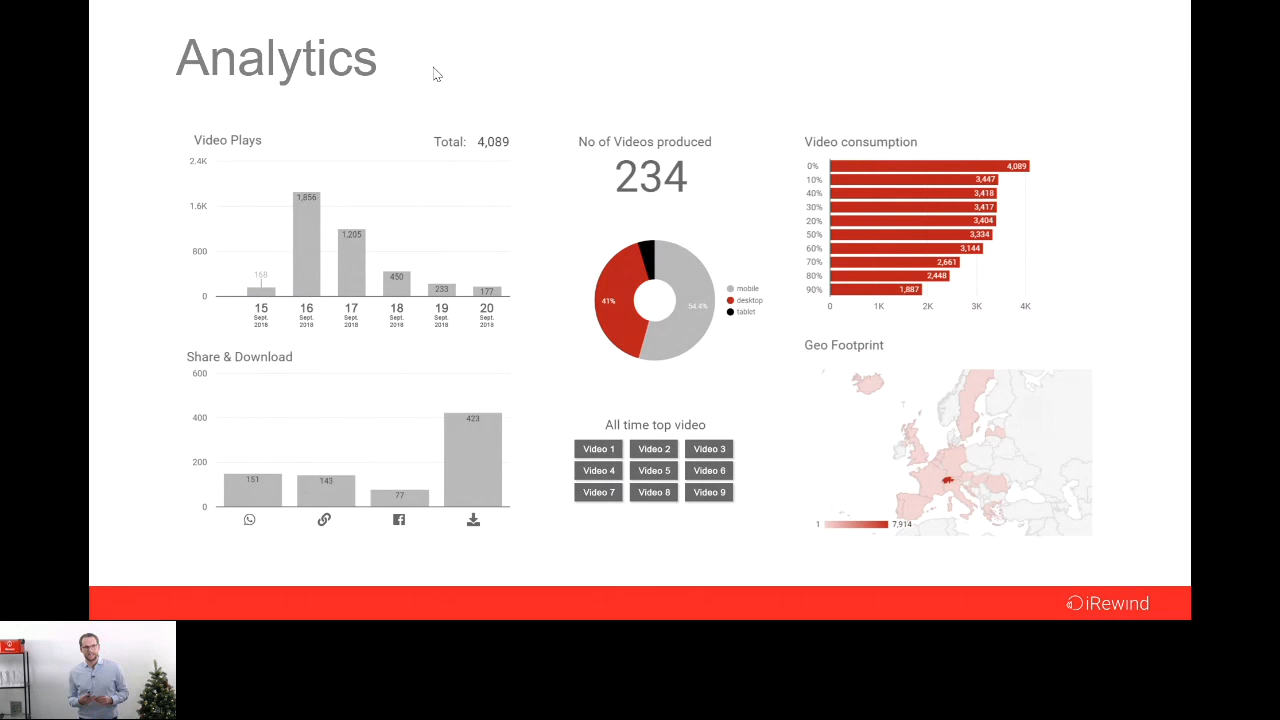 Analytics
Video Plays
Total: 4,089
2.4K
1.6K
800
0
168
1,856
1,205
450
233
177
15 16 17 18 19 20
Sept. Sept. Sept. Sept. Sept. Sept.
2018 2018 2018 2018 2018 2018
Share & Download
600
400
200
0
151
143
77
423
No of Videos produced
234
41%
54.4%
mobile
desktop
tablet
All time top video
Video 1 Video 2 Video 3
Video 4 Video 5 Video 6
Video 7 Video 8 Video 9
Video consumption
0% 4,089
10% 3,447
40% 3,418
30% 3,417
20% 3,404
50% 3,334
60% 3,144
70% 2,661
80% 2,448
90% 1,887
0 1K 2K 3K 4K
Geo Footprint
1 7,914
iRewind